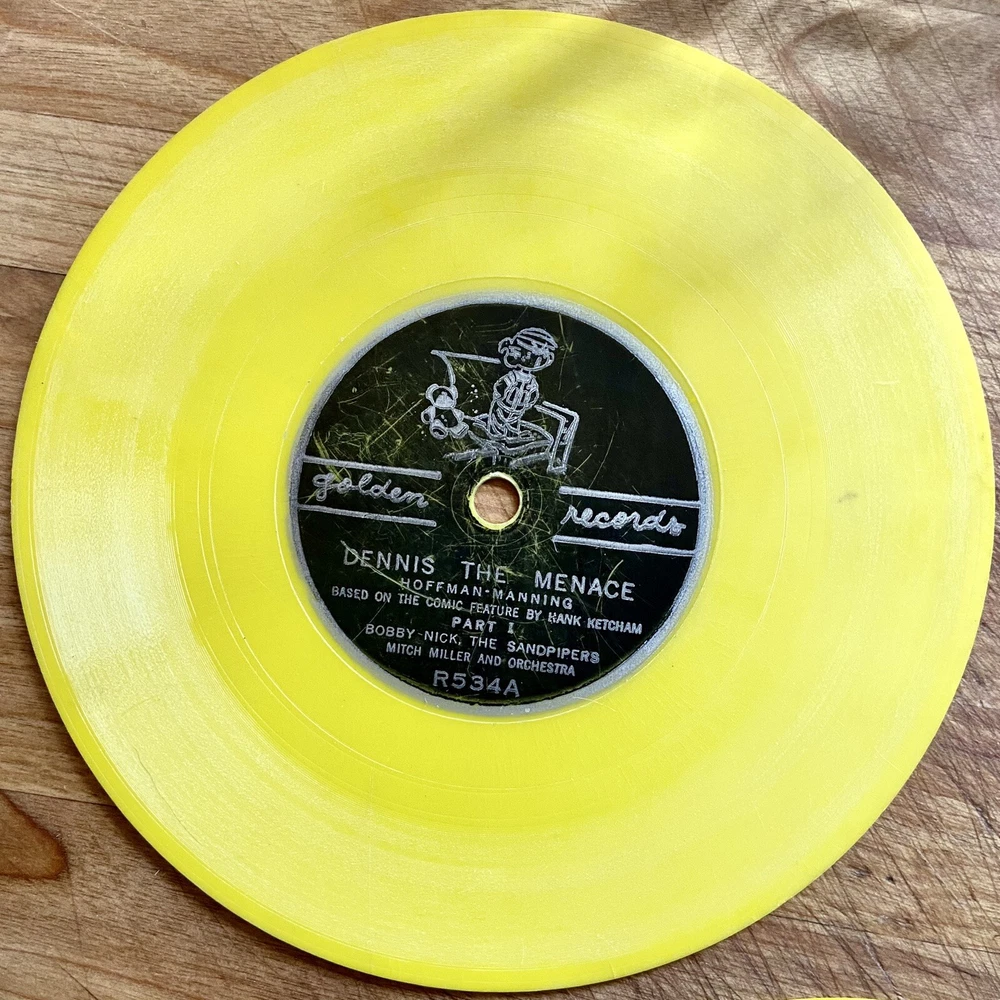 golden records
DENNIS THE MENACE
HOFFMAN-MANNING
BASED ON THE COMIC FEATURE BY HANK KETCHAM
PART I
BOBBY NICK, THE SANDPIPERS
MITCH MILLER AND ORCHESTRA
R534A